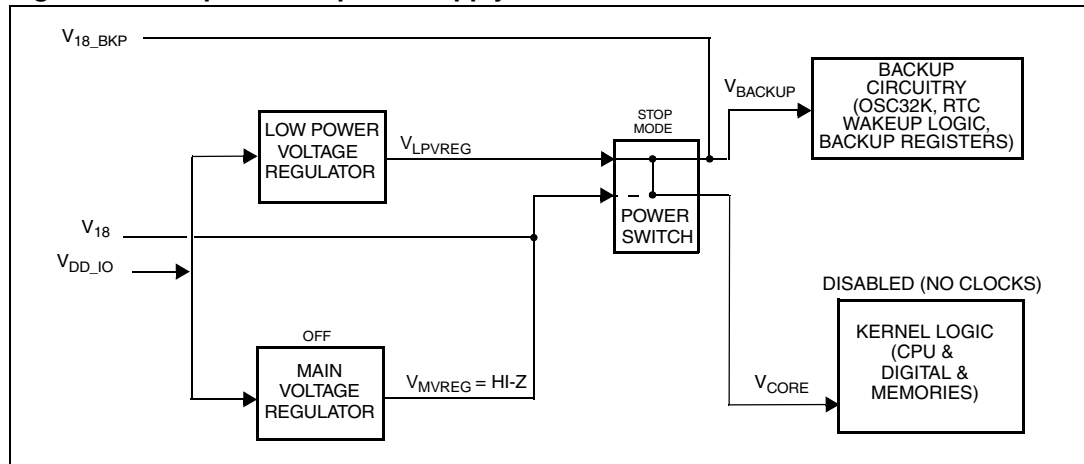 V18_BKP
LOW POWER
VOLTAGE
REGULATOR
VLPVREG
STOP
MODE
POWER
SWITCH
VBACKUP
BACKUP
CIRCUITRY
(OSC32K, RTC
WAKEUP LOGIC,
BACKUP REGISTERS)
V18
VDD_IO
OFF
MAIN
VOLTAGE
REGULATOR
VMVREG = HI-Z
DISABLED (NO CLOCKS)
VCORE
KERNEL LOGIC
(CPU &
DIGITAL &
MEMORIES)